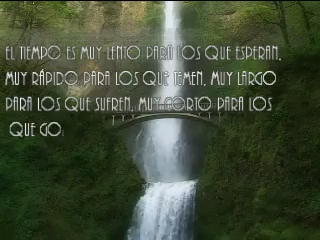 EL TIEMPO ES MUY LENTO PARA LOS QUE ESPERAN,
MUY RÁPIDO PARA LOS QUE TEMEN, MUY LARGO
PARA LOS QUE SUFREN, MUY CORTO PARA LOS
QUE GO